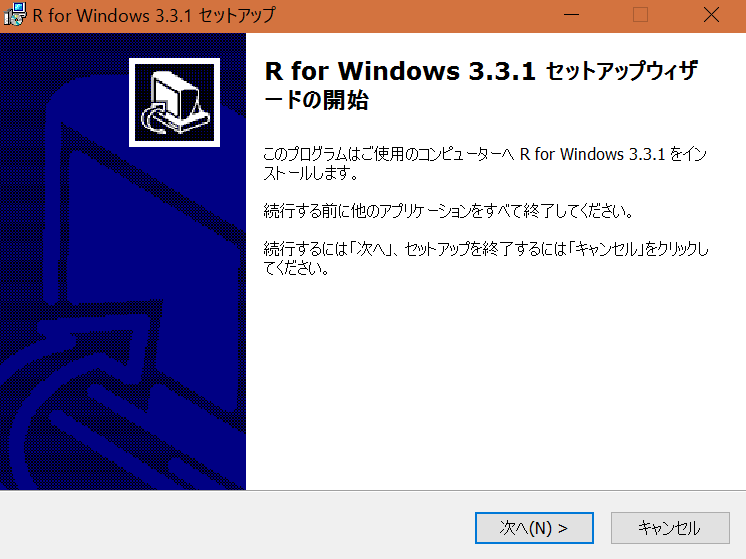 R for Windows 3.3.1 セットアップ
R for Windows 3.3.1 セットアップウィザ
ードの開始
このプログラムはご使用のコンピューターへ R for Windows 3.3.1 をイン
ストールします。
続行する前に他のアプリケーションをすべて終了してください。
続行するには「次へ」、セットアップを終了するには「キャンセル」をクリックし
てください。
次へ(N) >
キャンセル